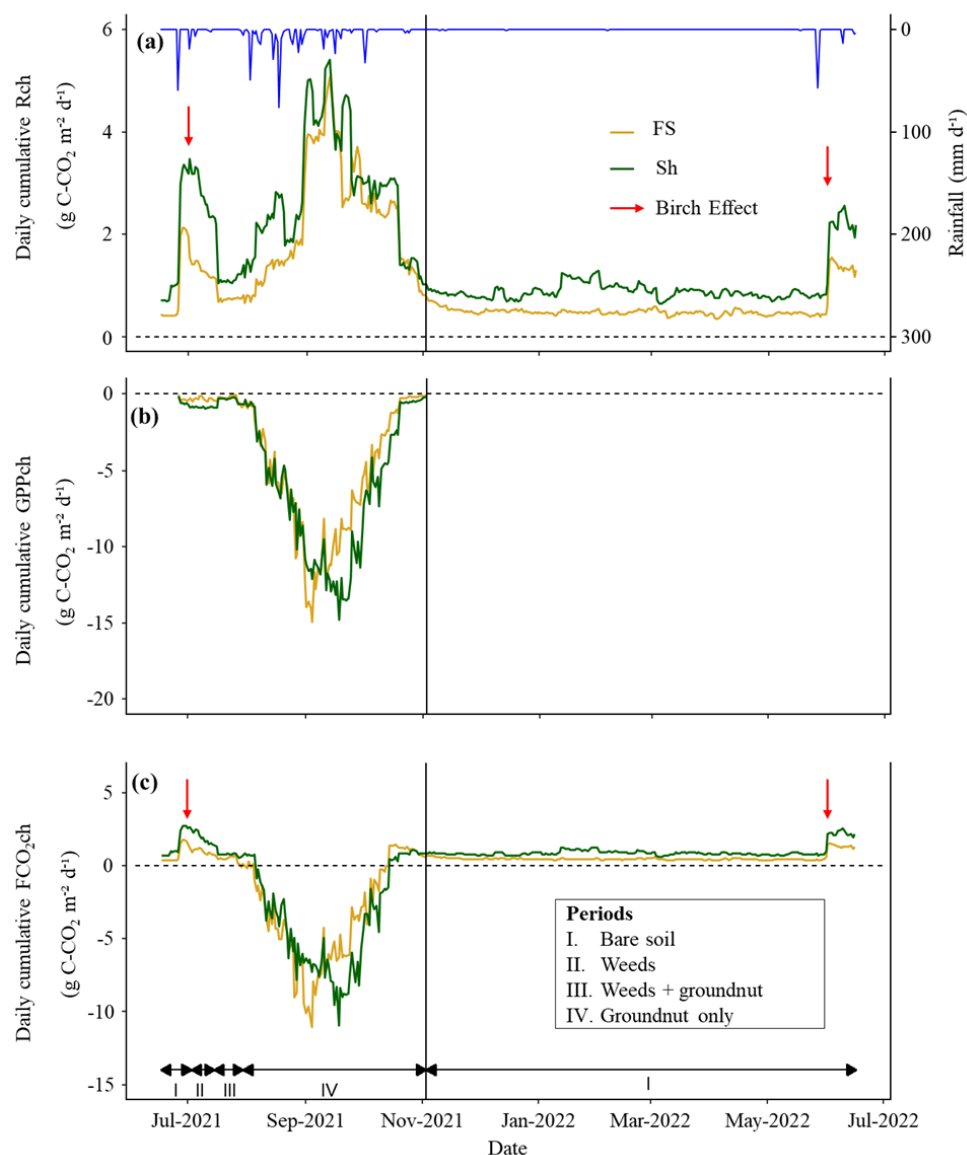 (a)
Daily cumulative Rch
(g C-CO₂ m⁻² d⁻¹)
6
4
2
0
0
100
200
300
Rainfall (mm d⁻¹)
FS
Sh
Birch Effect
(b)
Daily cumulative GPPch
(g C-CO₂ m⁻² d⁻¹)
0
-5
-10
-15
-20
(c)
Daily cumulative FCO₂ch
(g C-CO₂ m⁻² d⁻¹)
5
0
-5
-10
-15
Periods
I. Bare soil
II. Weeds
III. Weeds + groundnut
IV. Groundnut only
I II III IV I
Jul-2021 Sep-2021 Nov-2021 Jan-2022 Mar-2022 May-2022 Jul-2022
Date